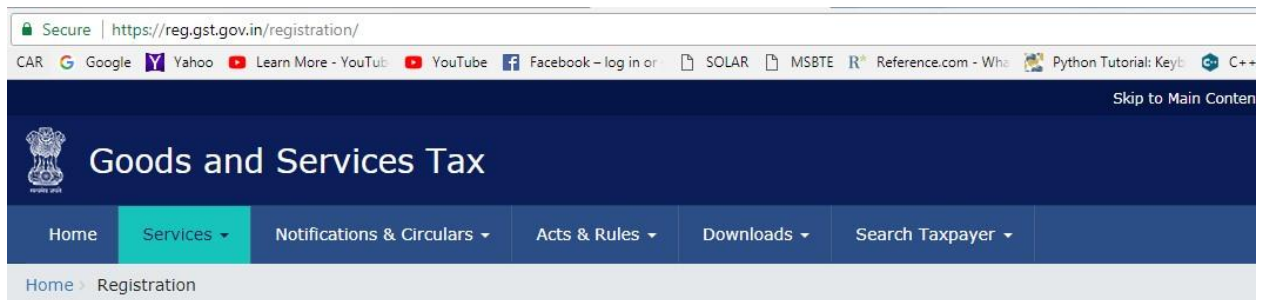 Secure | https://reg.gst.gov.in/registration/
CAR Google Yahoo Learn More - YouTub YouTube Facebook – log in or SOLAR MSBTE R* Reference.com - Wha Python Tutorial: Keyb C++
Skip to Main Conten
Goods and Services Tax
Home Services Notifications & Circulars Acts & Rules Downloads Search Taxpayer
Home > Registration